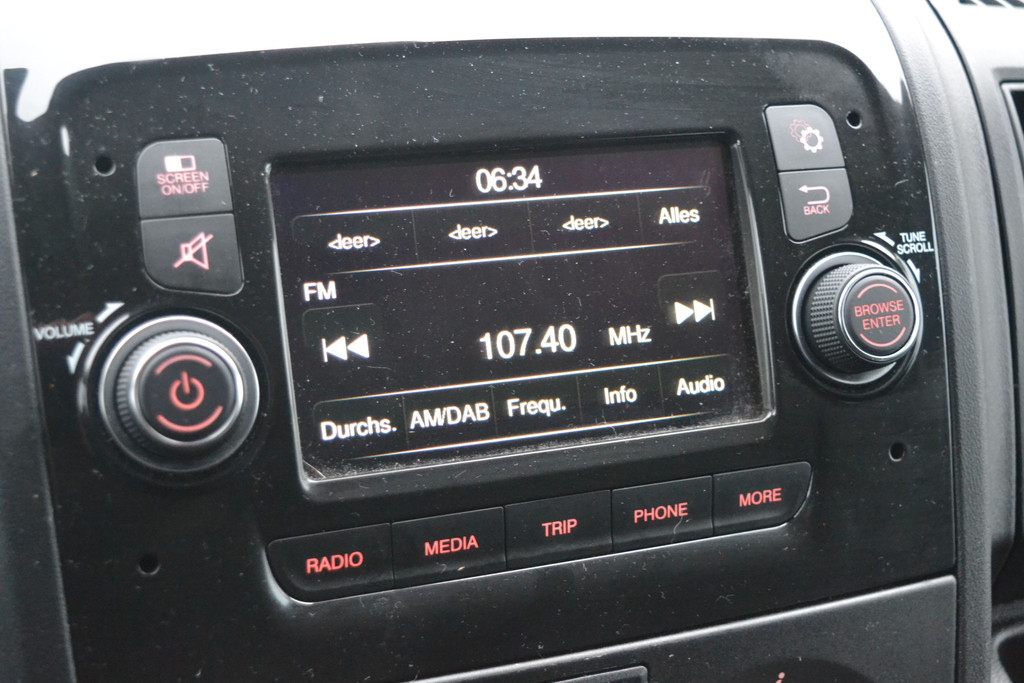 SCREEN
ON/OFF
06:34
<leer> <leer> <leer> Alles
BACK
TUNE
SCROLL
FM
VOLUME
107.40 MHz
BROWSE
ENTER
Durchs. AM/DAB Frequ. Info Audio
RADIO MEDIA TRIP PHONE MORE